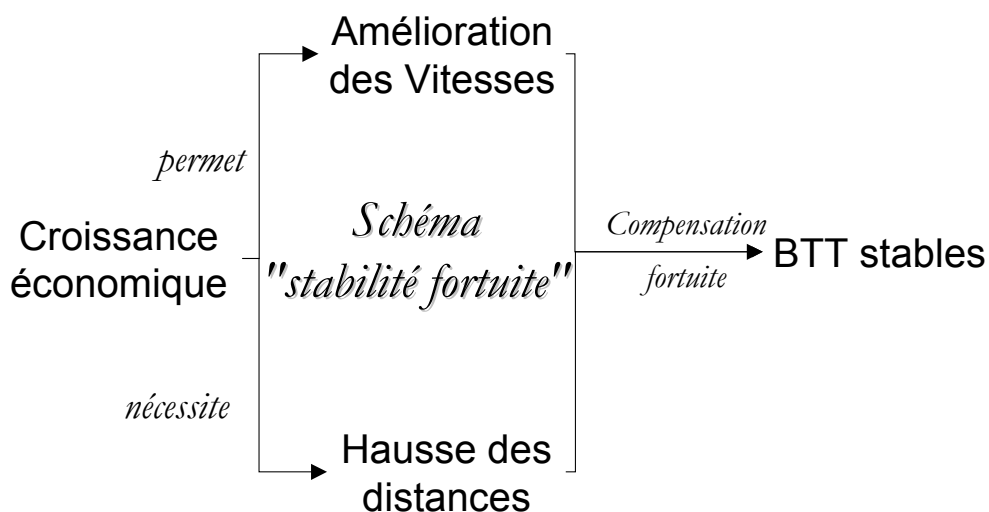 Amélioration
des Vitesses
permet
Croissance
économique
Schéma
"stabilité fortuite"
Compensation
fortuite
BTT stables
nécessite
Hausse des
distances